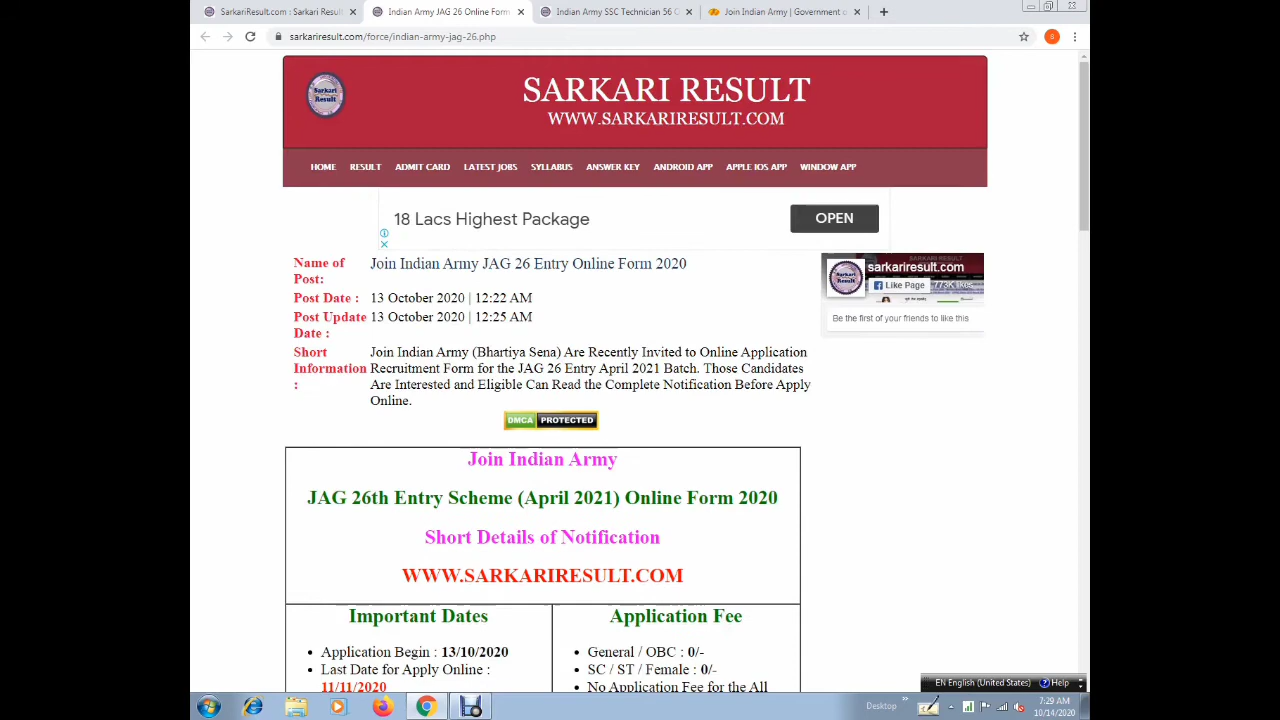 SarkariResult.com : Sarkari Resul
Indian Army JAG 26 Online Form
Indian Army SSC Technician 56 O
Join Indian Army | Government o
sarkariresult.com/force/indian-army-jag-26.php
Sarkari
Result
SARKARI RESULT
WWW.SARKARIRESULT.COM
HOME RESULT ADMIT CARD LATEST JOBS SYLLABUS ANSWER KEY ANDROID APP APPLE IOS APP WINDOW APP
18 Lacs Highest Package
OPEN
Name of Post: Join Indian Army JAG 26 Entry Online Form 2020
Post Date : 13 October 2020 | 12:22 AM
Post Update Date : 13 October 2020 | 12:25 AM
Short Information :
Join Indian Army (Bhartiya Sena) Are Recently Invited to Online Application
Recruitment Form for the JAG 26 Entry April 2021 Batch. Those Candidates
Are Interested and Eligible Can Read the Complete Notification Before Apply
Online.
sarkariresult.com
Like Page 773K likes
Be the first of your friends to like this
DMCA PROTECTED
Join Indian Army
JAG 26th Entry Scheme (April 2021) Online Form 2020
Short Details of Notification
WWW.SARKARIRESULT.COM
Important Dates
Application Begin : 13/10/2020
Last Date for Apply Online :
11/11/2020
Application Fee
General / OBC : 0/-
SC / ST / Female : 0/-
No Application Fee for the All
EN English (United States) Help
Desktop
7:29 AM
10/14/2020